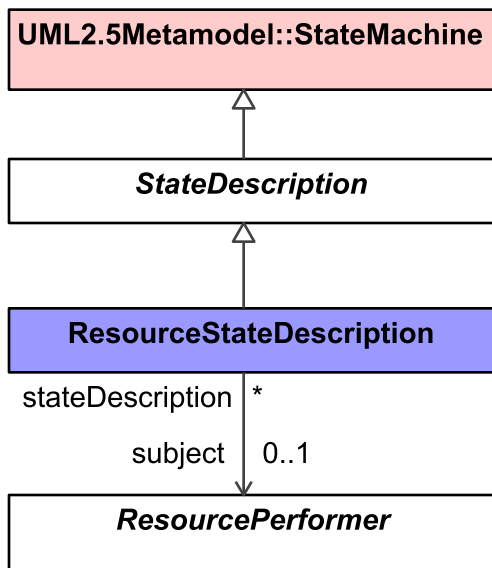 UML2.5Metamodel::StateMachine
StateDescription
ResourceStateDescription
stateDescription *
subject 0..1
ResourcePerformer